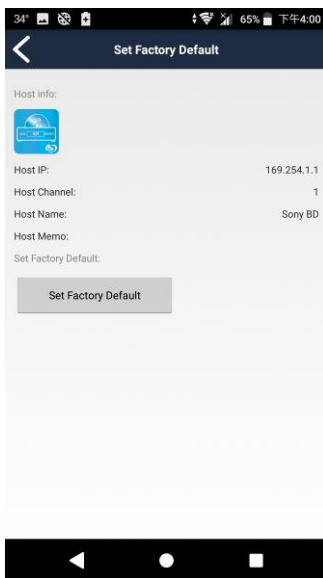 34° 65% 下午4:00
Set Factory Default
Host info:
Host IP: 169.254.1.1
Host Channel: 1
Host Name: Sony BD
Host Memo:
Set Factory Default:
Set Factory Default